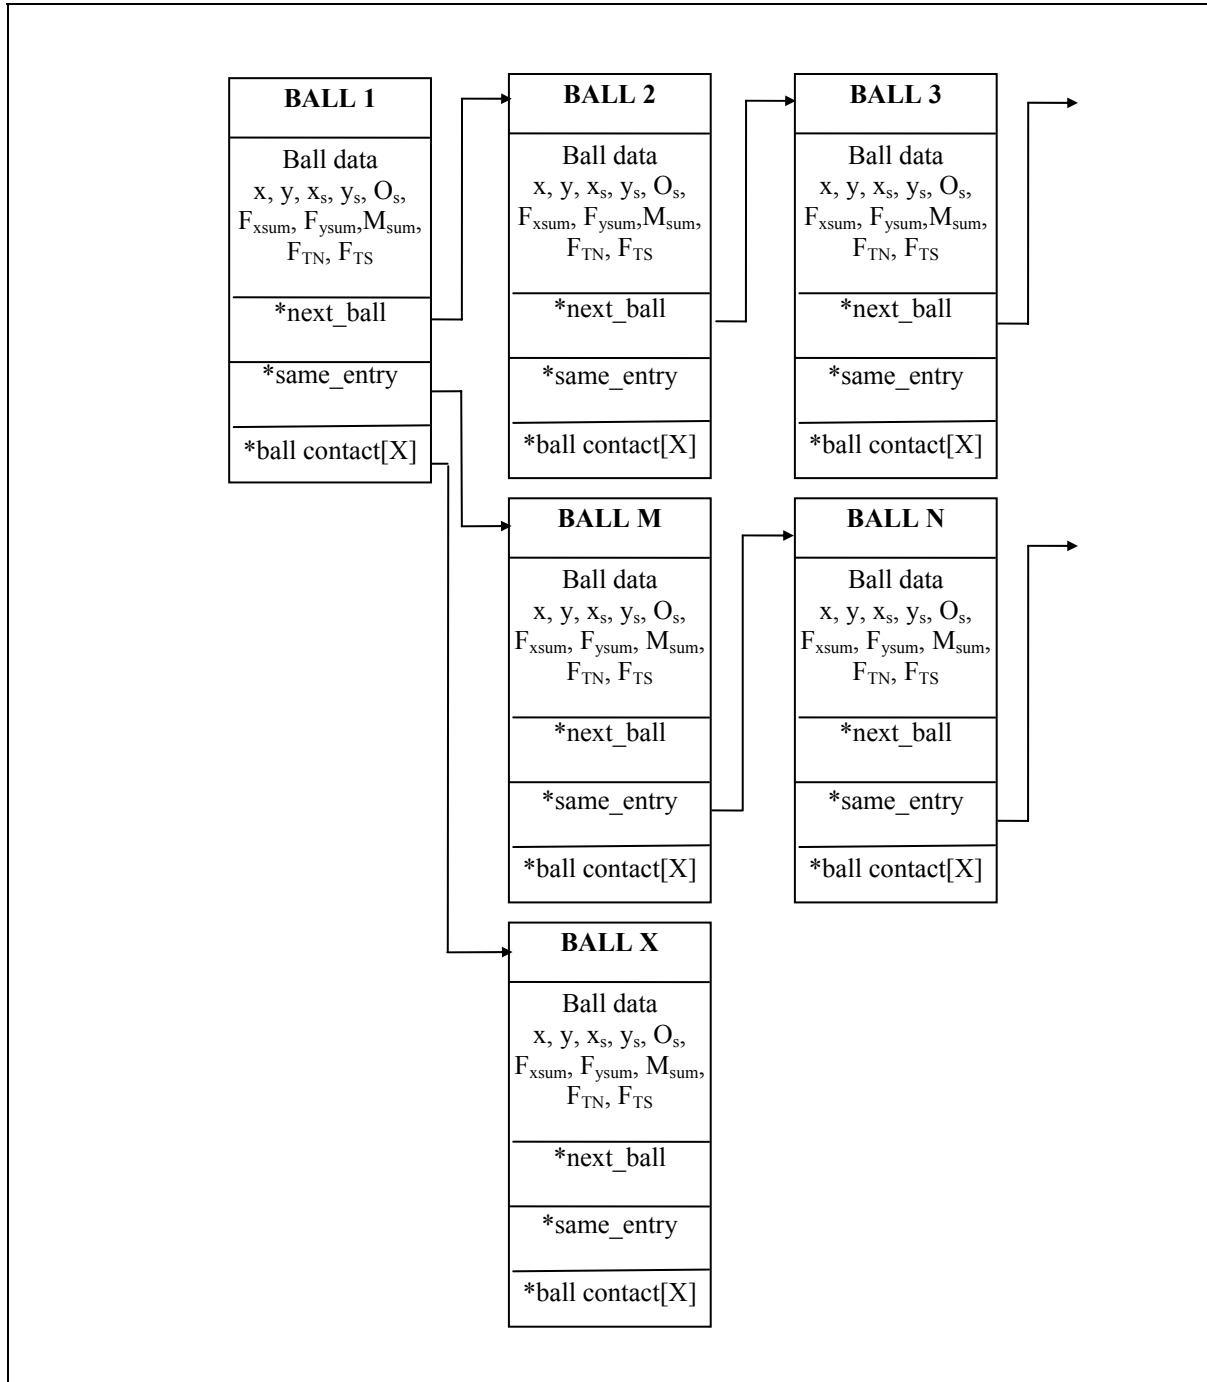 BALL 1
Ball data
x, y, xₛ, yₛ, Oₛ,
Fxsum, Fysum,Msum,
FTN, FTS
*next_ball
*same_entry
*ball contact[X]
BALL 2
Ball data
x, y, xₛ, yₛ, Oₛ,
Fxsum, Fysum,Msum,
FTN, FTS
*next_ball
*same_entry
*ball contact[X]
BALL 3
Ball data
x, y, xₛ, yₛ, Oₛ,
Fxsum, Fysum,Msum,
FTN, FTS
*next_ball
*same_entry
*ball contact[X]
BALL M
Ball data
x, y, xₛ, yₛ, Oₛ,
Fxsum, Fysum, Msum,
FTN, FTS
*next_ball
*same_entry
*ball contact[X]
BALL N
Ball data
x, y, xₛ, yₛ, Oₛ,
Fxsum, Fysum, Msum,
FTN, FTS
*next_ball
*same_entry
*ball contact[X]
BALL X
Ball data
x, y, xₛ, yₛ, Oₛ,
Fxsum, Fysum, Msum,
FTN, FTS
*next_ball
*same_entry
*ball contact[X]